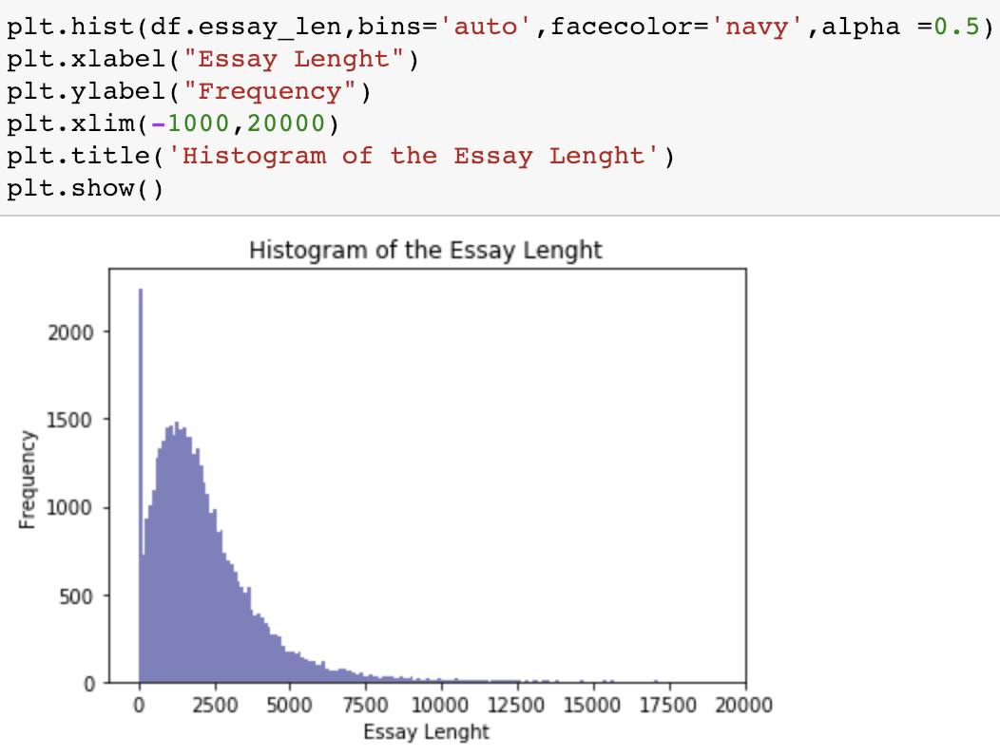 plt.hist(df.essay_len,bins='auto',facecolor='navy',alpha =0.5)
plt.xlabel("Essay Lenght")
plt.ylabel("Frequency")
plt.xlim(-1000,20000)
plt.title('Histogram of the Essay Lenght')
plt.show()
Histogram of the Essay Lenght
2000
1500
1000
500
0
Frequency
0 2500 5000 7500 10000 12500 15000 17500 20000
Essay Lenght